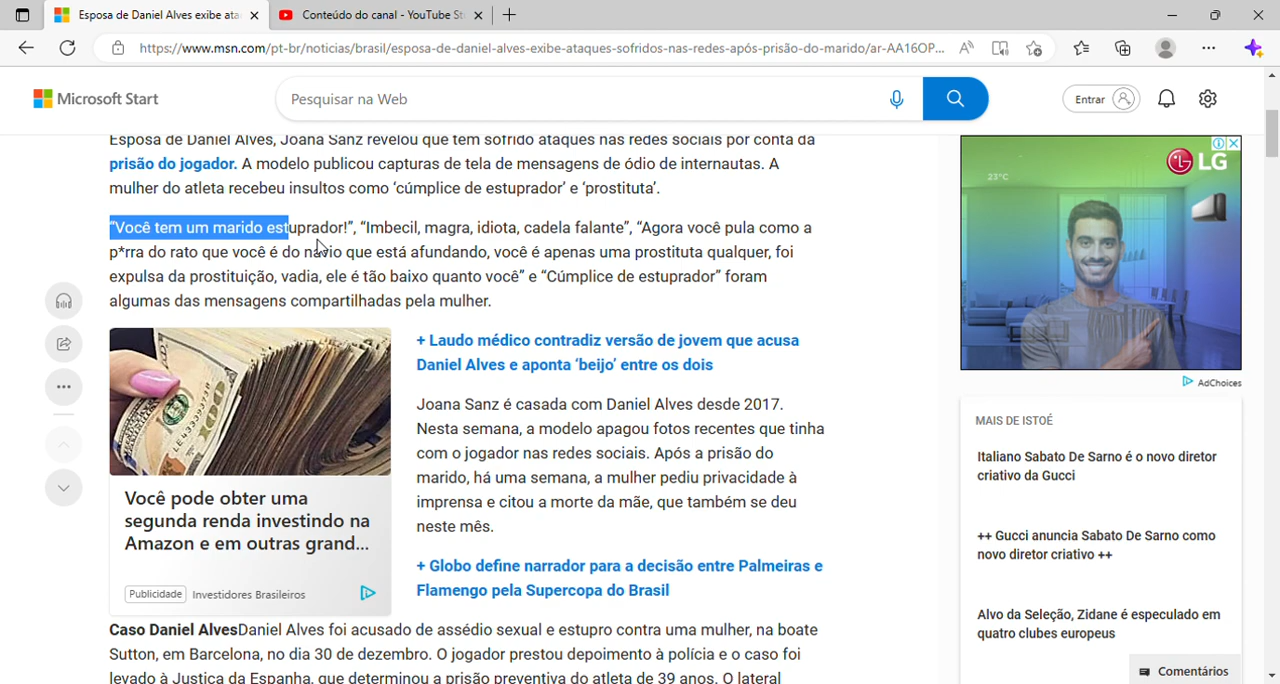 Esposa de Daniel Alves exibe ata
Conteúdo do canal - YouTube St
https://www.msn.com/pt-br/noticias/brasil/esposa-de-daniel-alves-exibe-ataques-sofridos-nas-redes-após-prisão-do-marido/ar-AA16OP...
Microsoft Start
Pesquisar na Web
Entrar
Esposa de Daniel Alves, Joana Sanz revelou que tem sofrido ataques nas redes sociais por conta da
prisão do jogador. A modelo publicou capturas de tela de mensagens de ódio de internautas. A
mulher do atleta recebeu insultos como ‘cúmplice de estuprador’ e ‘prostituta’.
“Você tem um marido estuprador!”, “Imbecil, magra, idiota, cadela falante”, “Agora você pula como a
p*rra do rato que você é do navio que está afundando, você é apenas uma prostituta qualquer, foi
expulsa da prostituição, vadia, ele é tão baixo quanto você” e “Cúmplice de estuprador” foram
algumas das mensagens compartilhadas pela mulher.
+ Laudo médico contradiz versão de jovem que acusa
Daniel Alves e aponta ‘beijo’ entre os dois
Joana Sanz é casada com Daniel Alves desde 2017.
Nesta semana, a modelo apagou fotos recentes que tinha
com o jogador nas redes sociais. Após a prisão do
marido, há uma semana, a mulher pediu privacidade à
imprensa e citou a morte da mãe, que também se deu
neste mês.
+ Globo define narrador para a decisão entre Palmeiras e
Flamengo pela Supercopa do Brasil
Você pode obter uma
segunda renda investindo na
Amazon e em outras grand...
Publicidade Investidores Brasileiros
Caso Daniel AlvesDaniel Alves foi acusado de assédio sexual e estupro contra uma mulher, na boate
Sutton, em Barcelona, no dia 30 de dezembro. O jogador prestou depoimento à polícia e o caso foi
levado à Justiça da Espanha, que determinou a prisão preventiva do atleta de 39 anos. O lateral
LG
23°C
AdChoices
MAIS DE ISTOÉ
Italiano Sabato De Sarno é o novo diretor
criativo da Gucci
++ Gucci anuncia Sabato De Sarno como
novo diretor criativo ++
Alvo da Seleção, Zidane é especulado em
quatro clubes europeus
Comentários